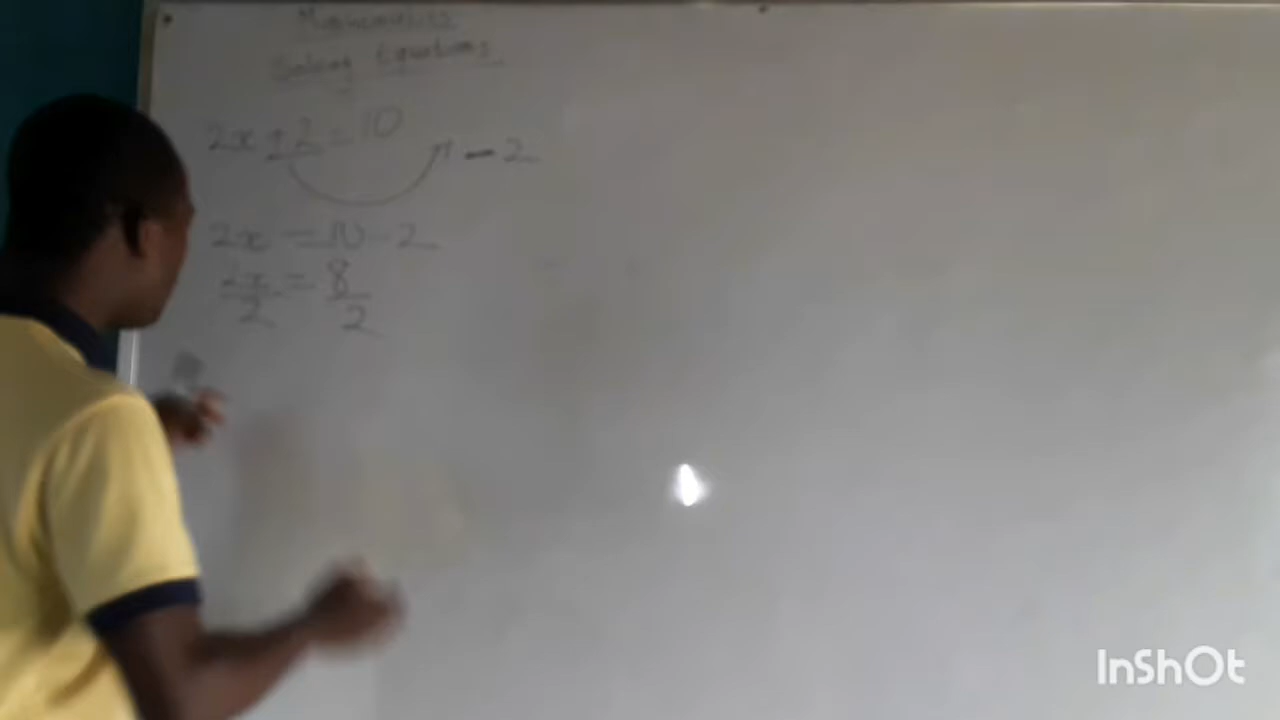 Mathematics
Solving Equations
2x + 2 = 10
- 2
2x = 10 - 2
2x/2 = 8/2
InShOt